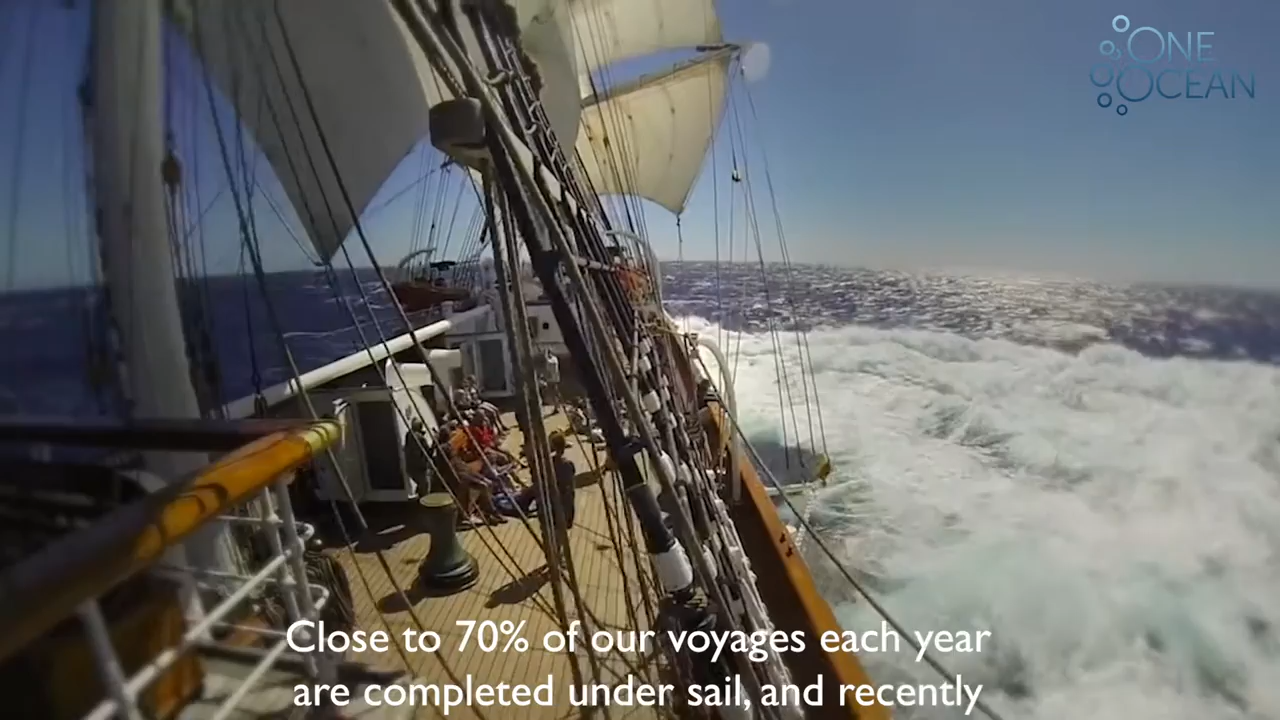 ONE
OCEAN
Close to 70% of our voyages each year
are completed under sail, and recently